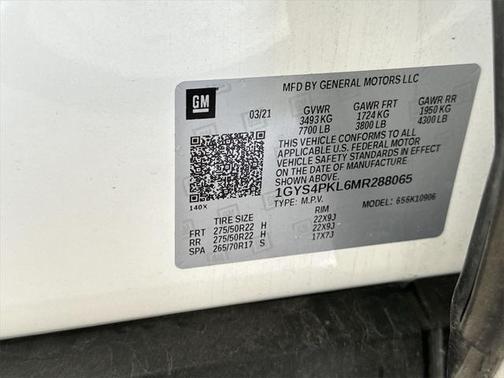 GM
MFD BY GENERAL MOTORS LLC
03/21 GVWR GAWR FRT GAWR RR
3493 KG 1724 KG 1950 KG
7700 LB 3800 LB 4300 LB
THIS VEHICLE CONFORMS TO ALL
APPLICABLE U.S. FEDERAL MOTOR
VEHICLE SAFETY STANDARDS IN EFFECT
ON THE DATE OF MANUFACTURE
1GYS4PKL6MR288065
140X TYPE: M.P.V. MODEL: 6S6K10906
TIRE SIZE RIM
FRT 275/50R22 H 22X9J
RR 275/50R22 H 22X9J
SPA 265/70R17 S 17X7J